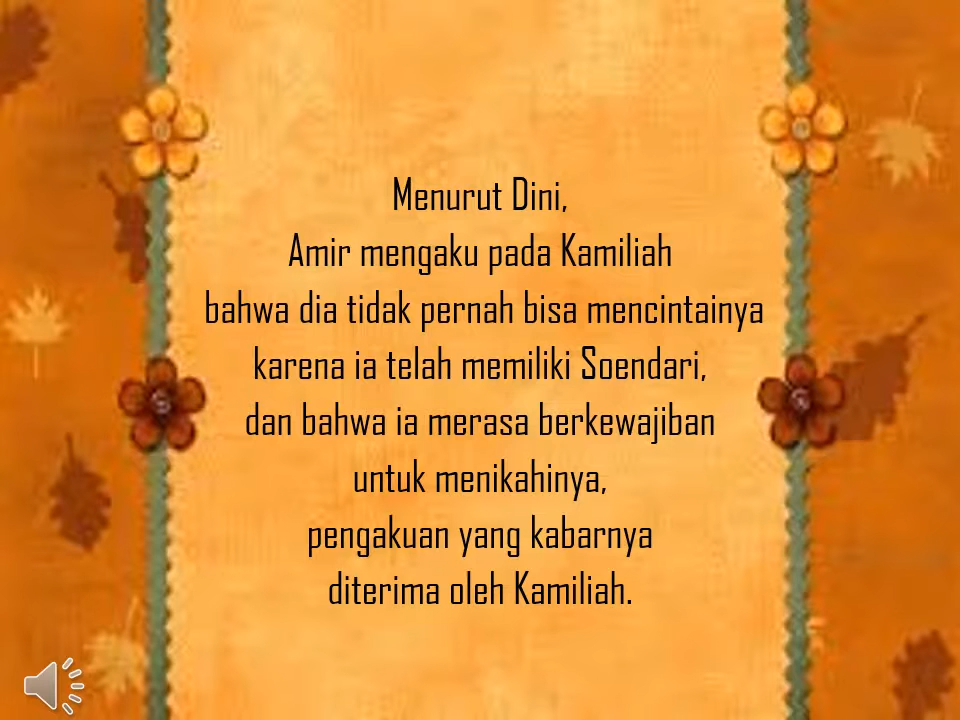 Menurut Dini,
Amir mengaku pada Kamiliah
bahwa dia tidak pernah bisa mencintainya
karena ia telah memiliki Soendari,
dan bahwa ia merasa berkewajiban
untuk menikahinya,
pengakuan yang kabarnya
diterima oleh Kamiliah.